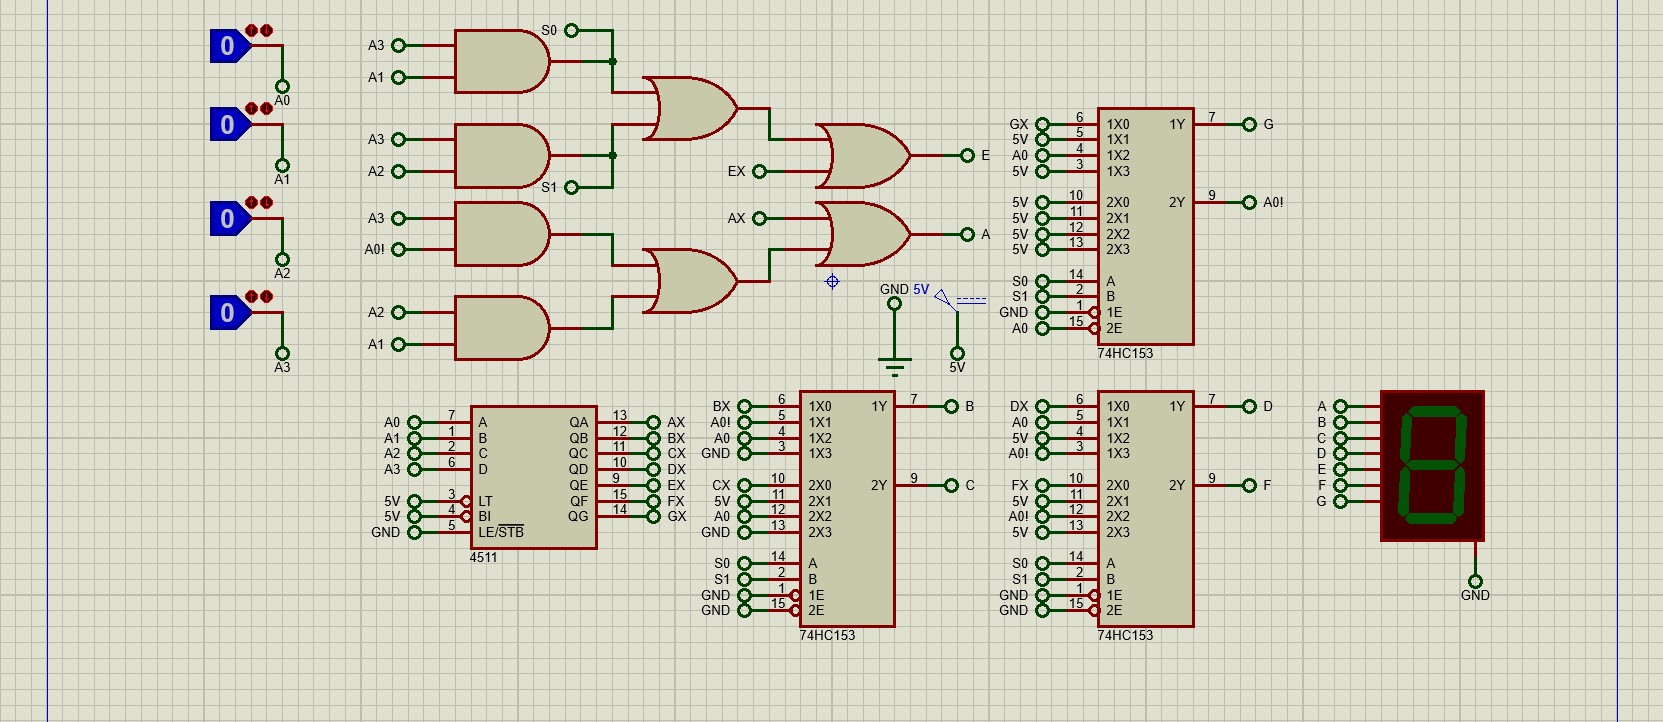 0
A0
0
A1
0
A2
0
A3
A3
A1
S0
A3
A2
S1
A3
A0!
A2
A1
EX
E
AX
A
GND 5V
5V
GX 6 1X0 1Y 7 G
5V 5 1X1
A0 4 1X2
5V 3 1X3
5V 10 2X0 2Y 9 A0!
5V 11 2X1
5V 12 2X2
5V 13 2X3
S0 14 A
S1 2 B
GND 1 1E
A0 15 2E
74HC153
A0 7 A QA 13 AX
A1 1 B QB 12 BX
A2 2 C QC 11 CX
A3 6 D QD 10 DX
QE 9 EX
5V 3 LT QF 15 FX
5V 4 BI QG 14 GX
GND 5 LE/STB
4511
BX 6 1X0 1Y 7 B
A0! 5 1X1
A0 4 1X2
GND 3 1X3
CX 10 2X0 2Y 9 C
5V 11 2X1
A0 12 2X2
GND 13 2X3
S0 14 A
S1 2 B
GND 1 1E
GND 15 2E
74HC153
DX 6 1X0 1Y 7 D
A0 5 1X1
5V 4 1X2
A0! 3 1X3
FX 10 2X0 2Y 9 F
5V 11 2X1
A0! 12 2X2
5V 13 2X3
S0 14 A
S1 2 B
GND 1 1E
GND 15 2E
74HC153
A
B
C
D
E
F
G
GND